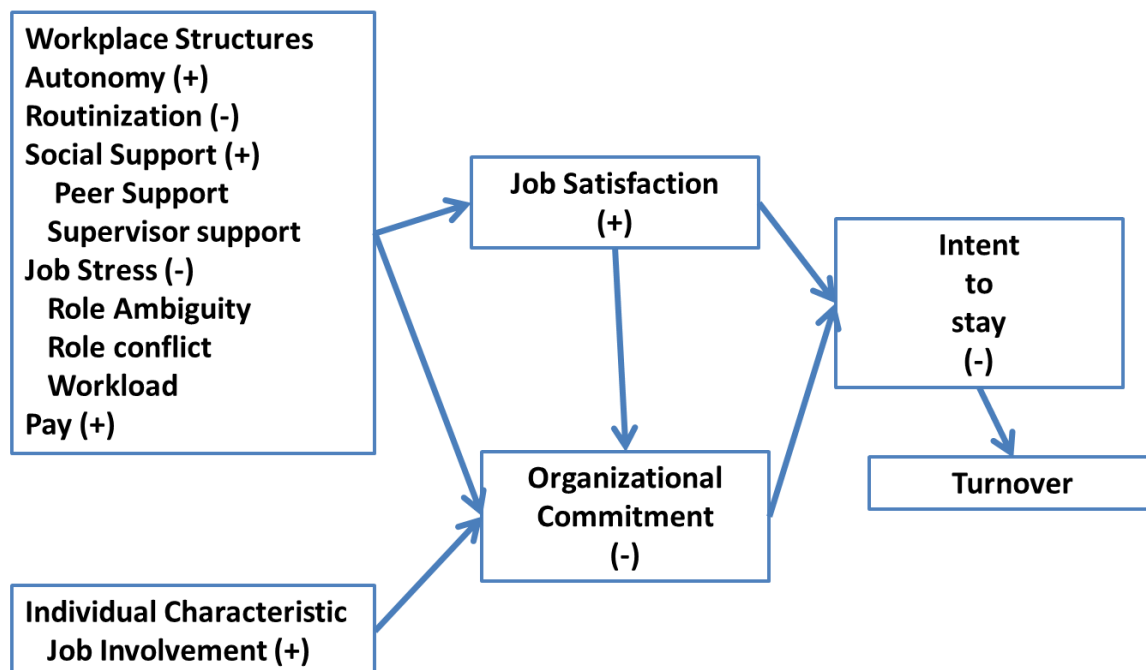 Workplace Structures
Autonomy (+)
Routinization (-)
Social Support (+)
Peer Support
Supervisor support
Job Stress (-)
Role Ambiguity
Role conflict
Workload
Pay (+)
Individual Characteristic
Job Involvement (+)
Job Satisfaction
(+)
Organizational
Commitment
(-)
Intent
to
stay
(-)
Turnover